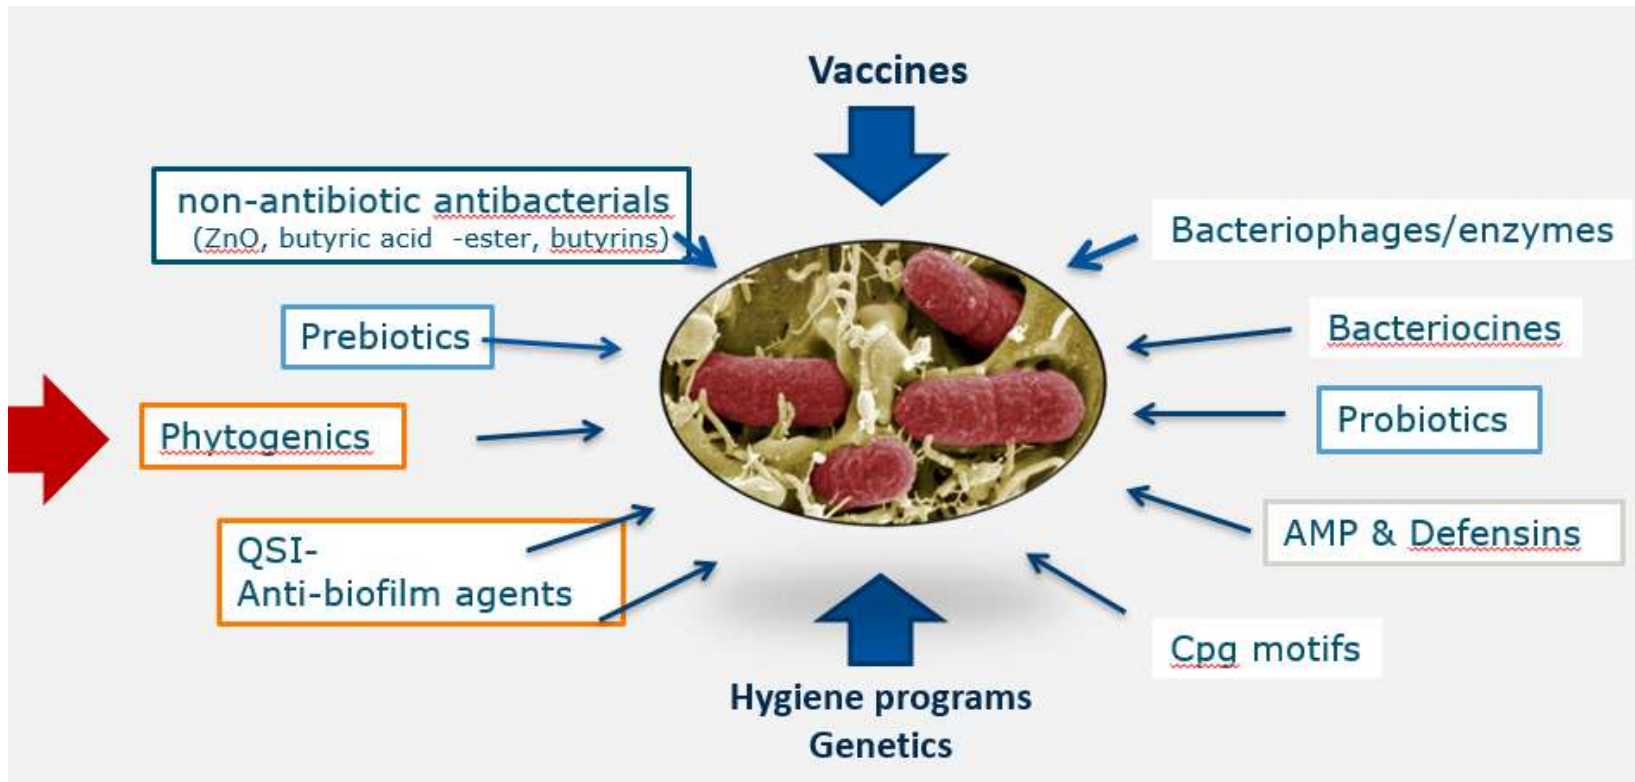 Vaccines
non-antibiotic antibacterials
(ZnO, butyric acid -ester, butyrins)
Bacteriophages/enzymes
Prebiotics
Bacteriocines
Phytogenics
Probiotics
QSI-
Anti-biofilm agents
AMP & Defensins
Cpg motifs
Hygiene programs
Genetics